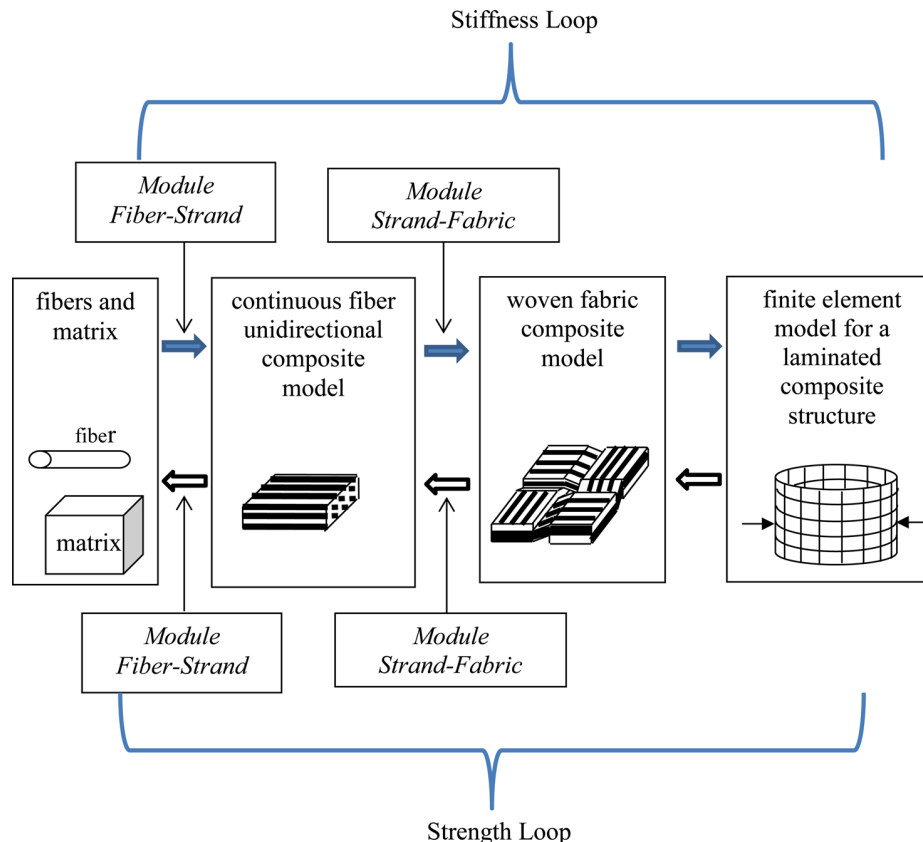 Stiffness Loop
Module
Fiber-Strand
Module
Strand-Fabric
fibers and
matrix
fiber
matrix
continuous fiber
unidirectional
composite
model
woven fabric
composite
model
finite element
model for a
laminated
composite
structure
Module
Fiber-Strand
Module
Strand-Fabric
Strength Loop